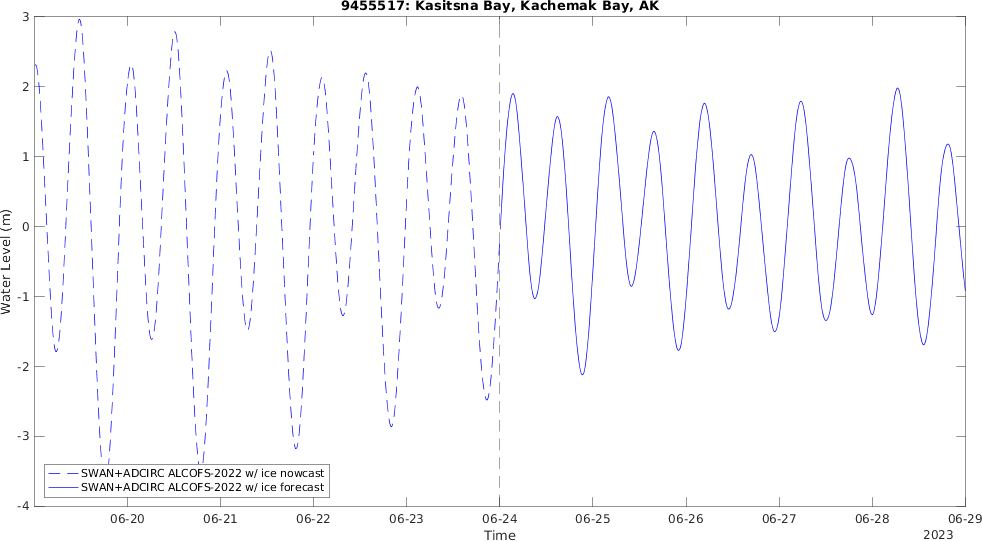 9455517: Kasitsna Bay, Kachemak Bay, AK
3
2
1
0
-1
-2
-3
-4
Water Level (m)
SWAN+ADCIRC ALCOFS-2022 w/ ice nowcast
SWAN+ADCIRC ALCOFS-2022 w/ ice forecast
06-20 06-21 06-22 06-23 06-24 06-25 06-26 06-27 06-28 06-29
Time
2023